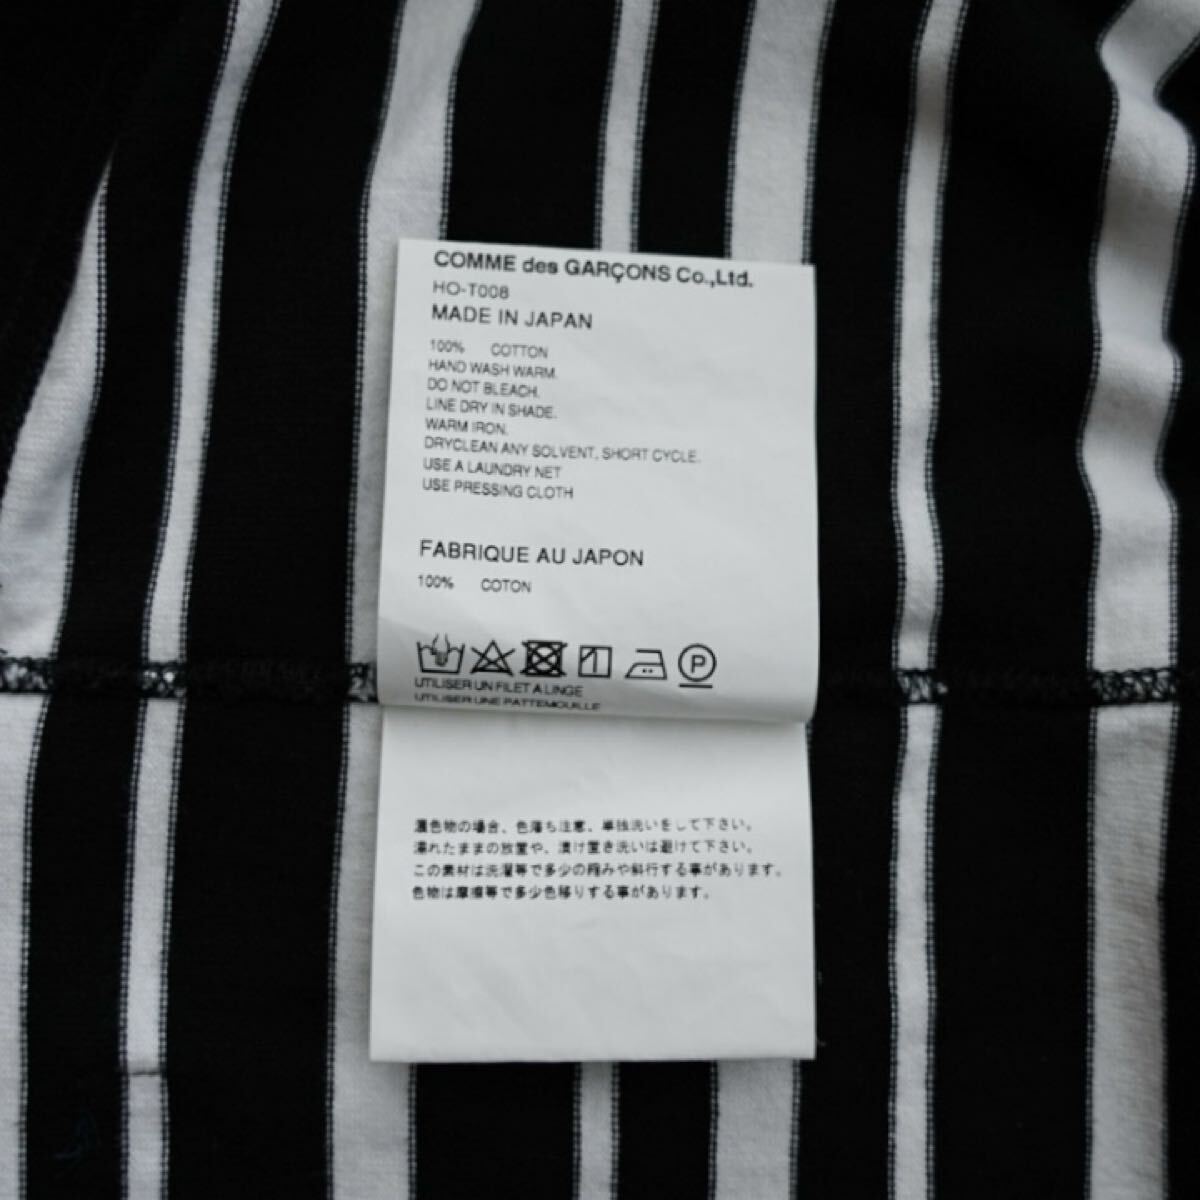 COMME des GARÇONS Co.,Ltd.
HO-T008
MADE IN JAPAN
100% COTTON
HAND WASH WARM.
DO NOT BLEACH.
LINE DRY IN SHADE.
WARM IRON.
DRYCLEAN ANY SOLVENT, SHORT CYCLE.
USE A LAUNDRY NET
USE PRESSING CLOTH
FABRIQUE AU JAPON
100% COTON
P
UTILISER UN FILET A LINGE
UTILISER UNE PATTEMOUILLE
濃色物の場合、色落ち注意、単独洗いをして下さい。
濡れたままの放置や、漬け置き洗いは避けて下さい。
この素材は洗濯等で多少の縮みや斜行する事があります。
色物は摩擦等で多少色移りする事があります。